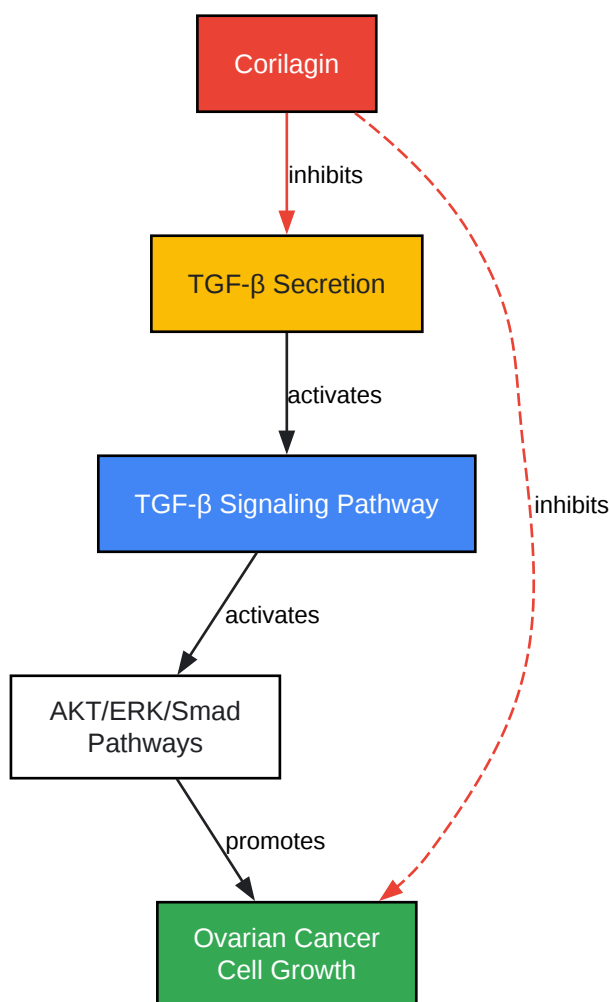 Corilagin
inhibits
TGF-β Secretion
activates
TGF-β Signaling Pathway
inhibits
activates
AKT/ERK/Smad
Pathways
promotes
Ovarian Cancer
Cell Growth